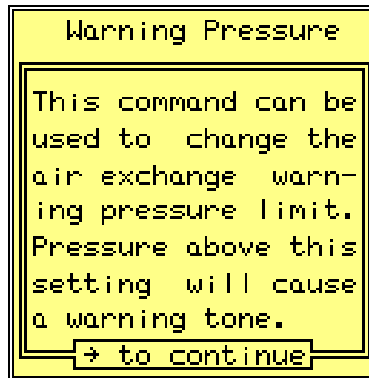 Warning Pressure
This command can be
used to change the
air exchange warn-
ing pressure limit.
Pressure above this
setting will cause
a warning tone.
→ to continue